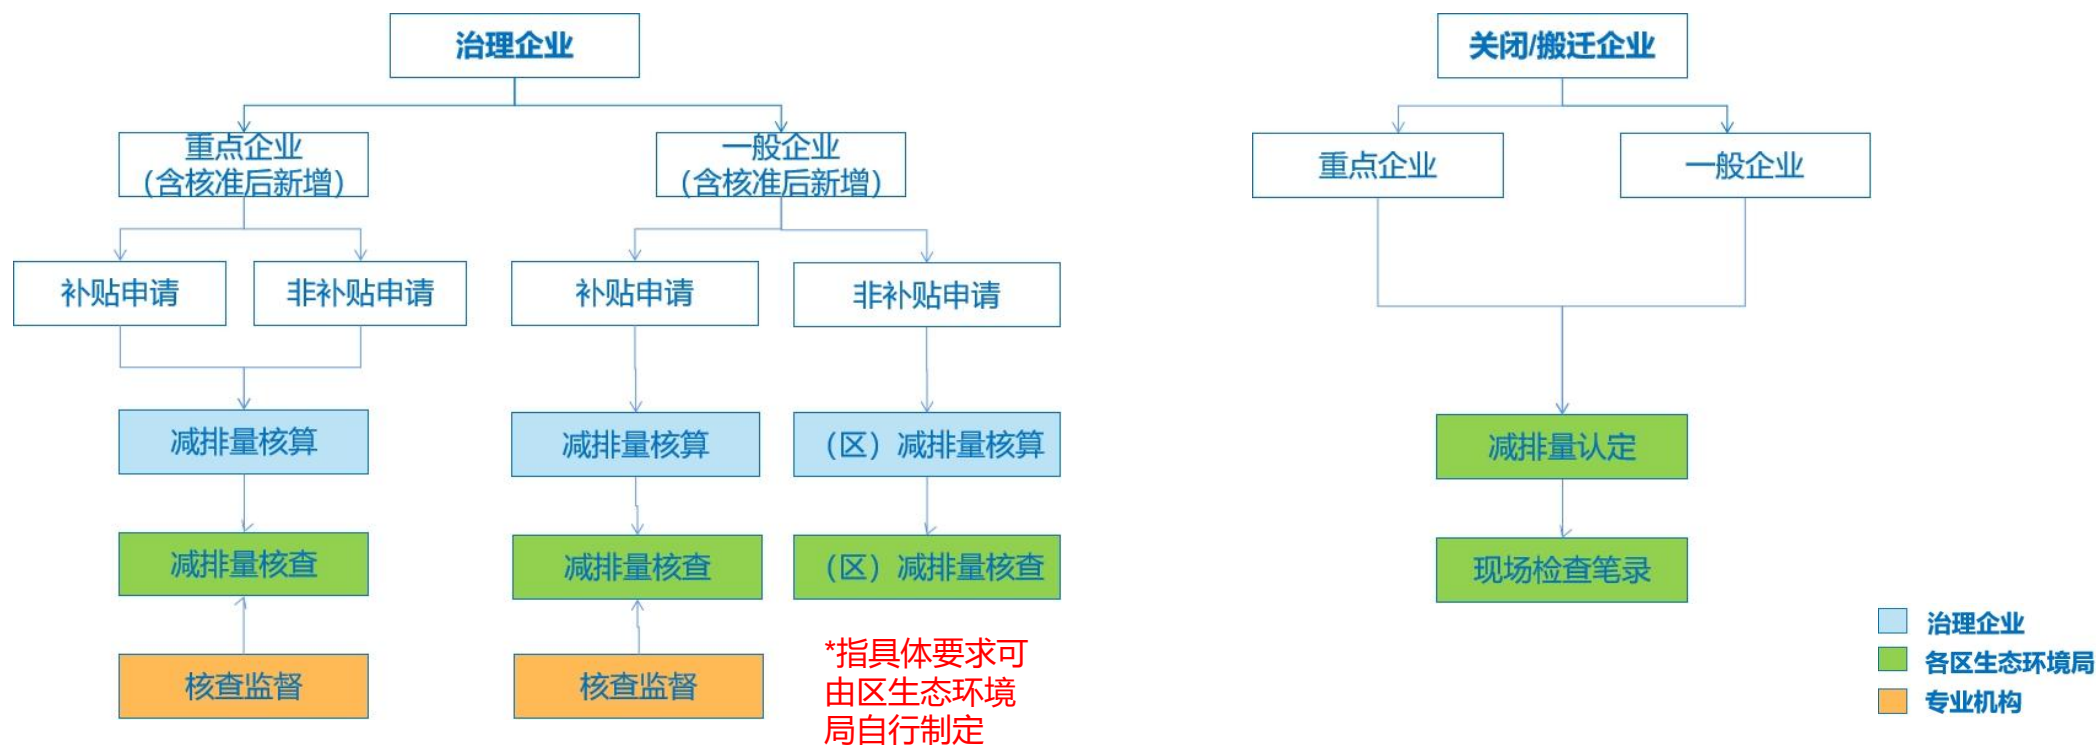 治理企业
关闭/搬迁企业
重点企业
（含核准后新增）
一般企业
（含核准后新增）
重点企业
一般企业
补贴申请
非补贴申请
补贴申请
非补贴申请
减排量核算
减排量核算
（区）减排量核算
减排量认定
减排量核查
减排量核查
（区）减排量核查
现场检查笔录
核查监督
核查监督
*指具体要求可
由区生态环境
局自行制定
治理企业
各区生态环境局
专业机构